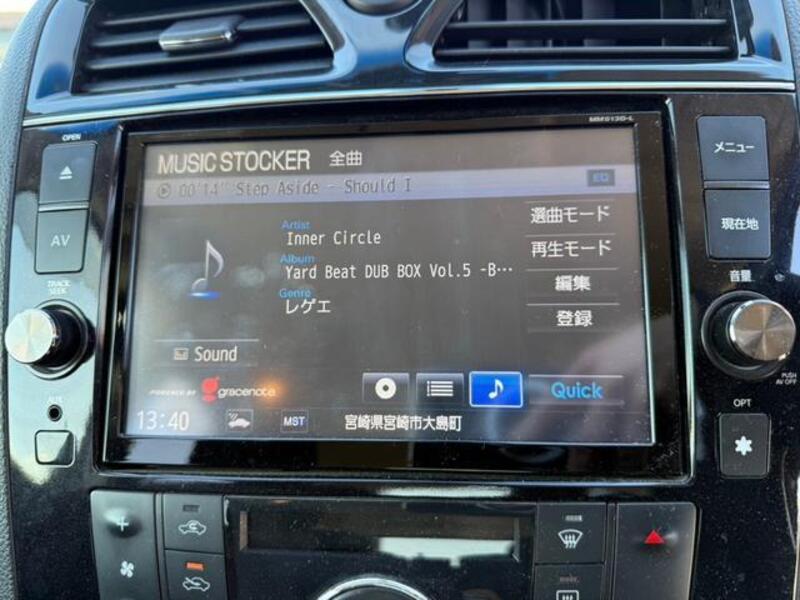 OPEN
MM513D-L
MUSIC STOCKER 全曲
メニュー
00'14" Step Aside - Should I
EQ
AV
Artist
Inner Circle
選曲モード
現在地
Album
Yard Beat DUB BOX Vol.5 -B…
再生モード
Genre
レゲエ
編集
音量
TRACK
SEEK
登録
Sound
PUSH
AV OFF
POWERED BY gracenote
Quick
AUX
OPT
13:40
MST
宮崎県宮崎市大島町